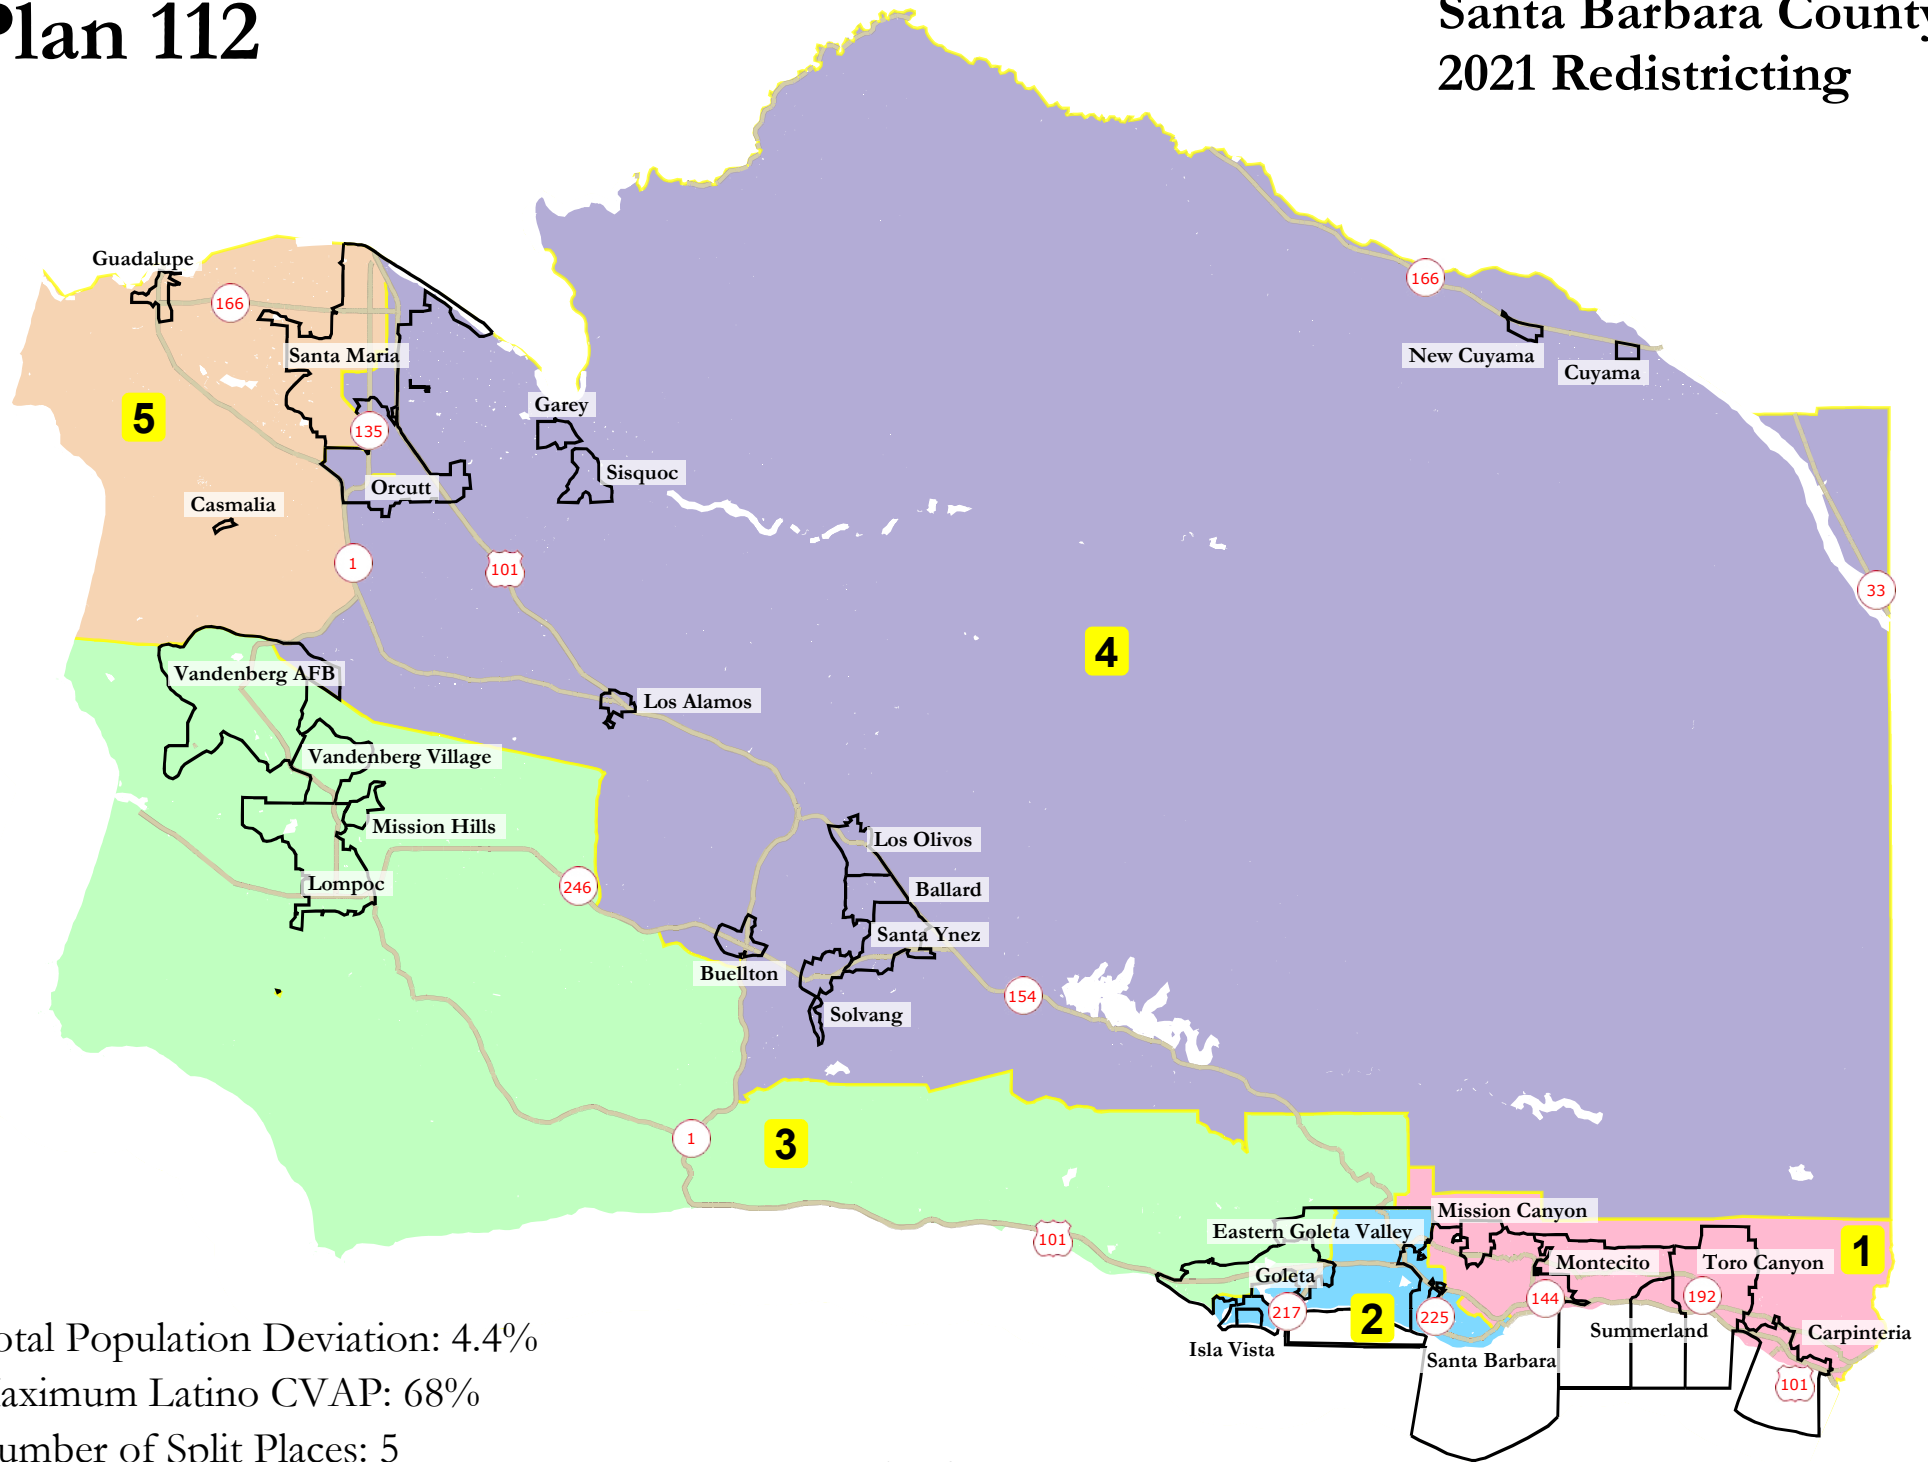 Plan 112
Santa Barbara County
2021 Redistricting
Guadalupe
166
166
Santa Maria
New Cuyama
Cuyama
5
135
Garey
Sisquoc
Orcutt
Casmalia
1
101
33
4
Vandenberg AFB
Los Alamos
Vandenberg Village
Mission Hills
Los Olivos
Lompoc
246
Ballard
Santa Ynez
Buellton
154
Solvang
1
3
Mission Canyon
Eastern Goleta Valley
101
1
Goleta
Montecito
Toro Canyon
217
2
225
144
192
Isla Vista
Santa Barbara
Summerland
Carpinteria
101
otal Population Deviation: 4.4%
aximum Latino CVAP: 68%
umber of Split Places: 5